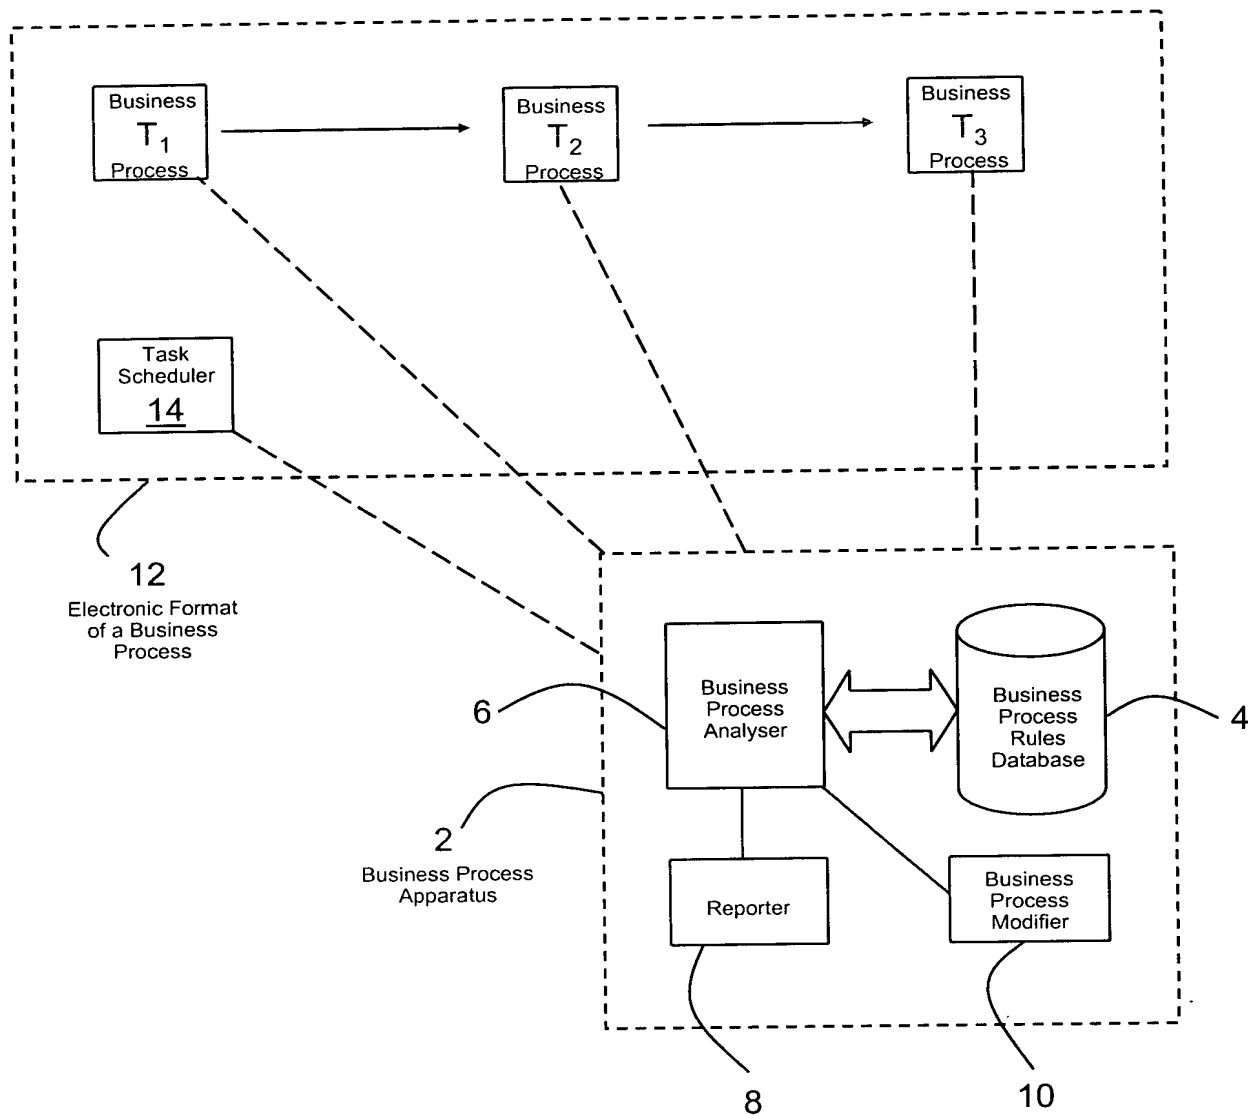 Business
T1
Process
Business
T2
Process
Business
T3
Process
Task
Scheduler
14
12
Electronic Format
of a Business
Process
Business
Process
Analyser
Business
Process
Rules
Database
6
4
2
Business Process
Apparatus
Reporter
Business
Process
Modifier
8
10